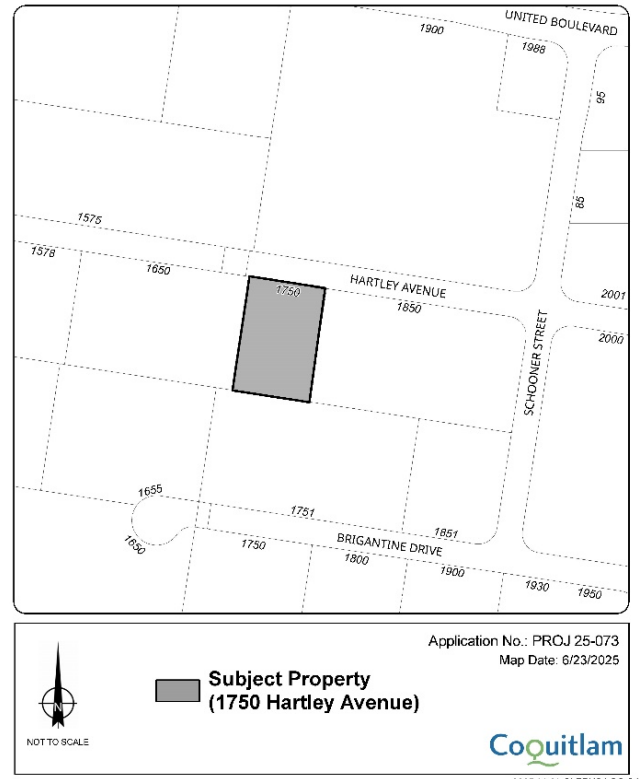 UNITED BOULEVARD
1900
1988
95
85
1575
1578
1650
1750
HARTLEY AVENUE
1850
2001
2000
SCHOONER STREET
1655
1650
1751
1851
BRIGANTINE DRIVE
1750
1800
1900
1930
1950
N
NOT TO SCALE
Subject Property
(1750 Hartley Avenue)
Application No.: PROJ 25-073
Map Date: 6/23/2025
Coquitlam